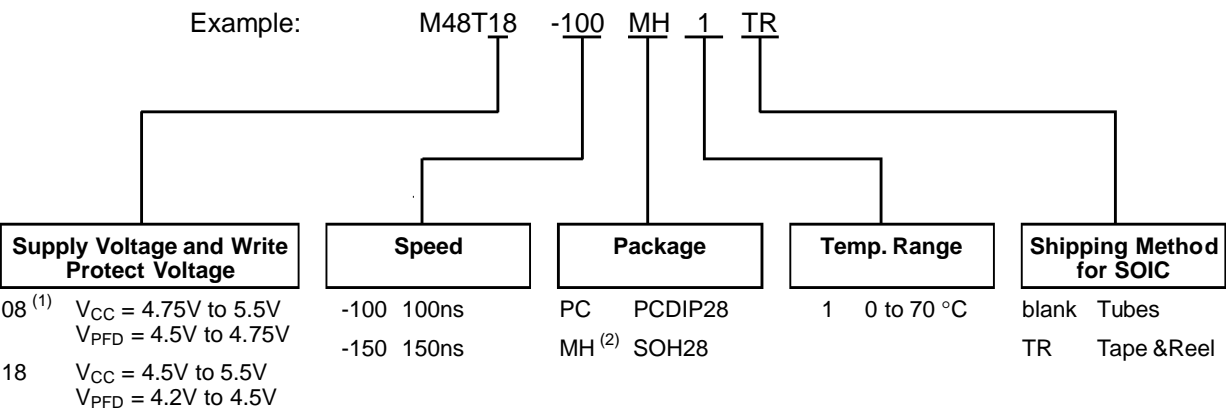 Example: M48T18 -100 MH 1 TR
Supply Voltage and Write Protect Voltage
08 (1) VCC = 4.75V to 5.5V
VPFD = 4.5V to 4.75V
18 VCC = 4.5V to 5.5V
VPFD = 4.2V to 4.5V
Speed
-100 100ns
-150 150ns
Package
PC PCDIP28
MH (2) SOH28
Temp. Range
1 0 to 70 °C
Shipping Method
for SOIC
blank Tubes
TR Tape &Reel